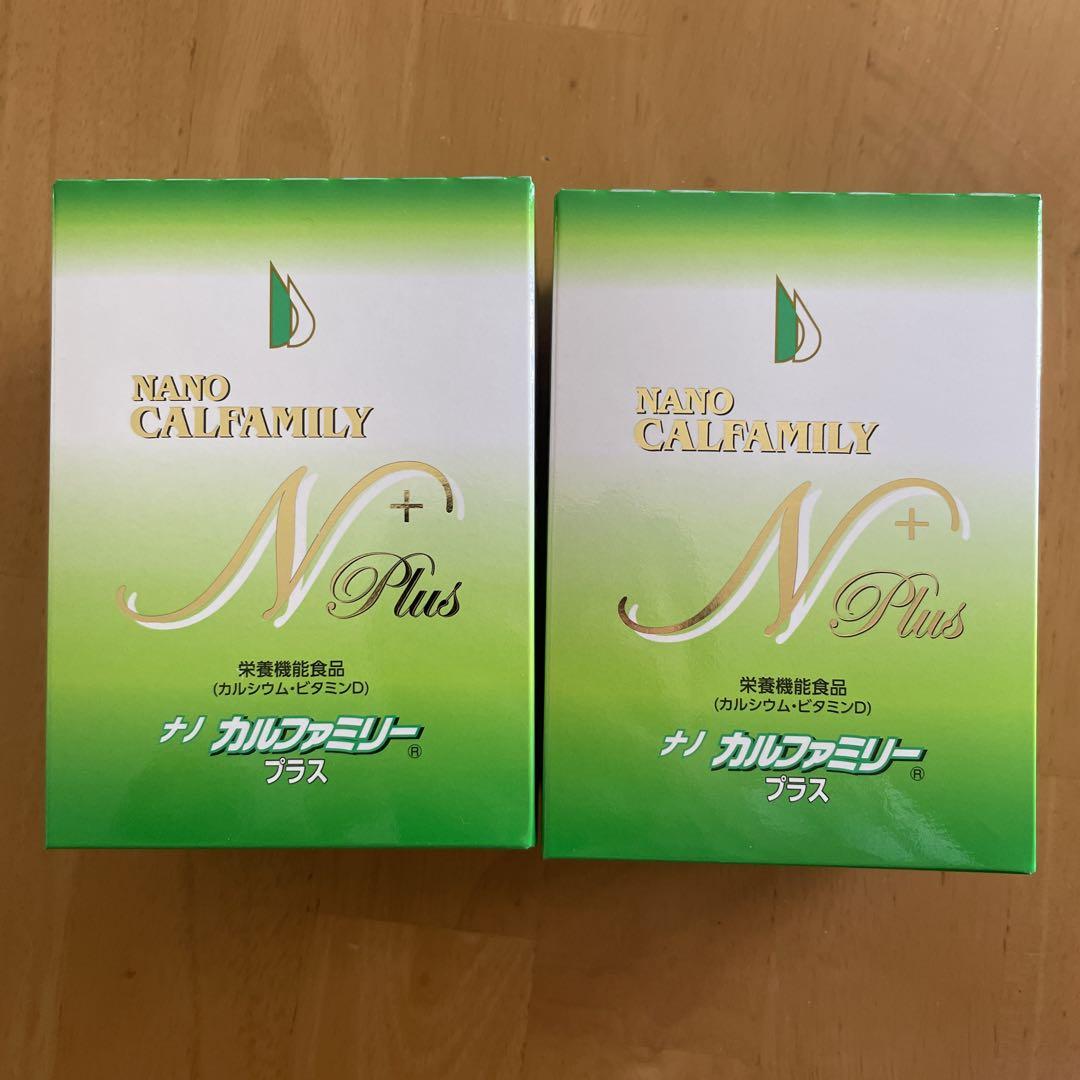 NANO
CALFAMILY
N+
Plus
栄養機能食品
(カルシウム・ビタミンD)
ナノ カルファミリー®
プラス
NANO
CALFAMILY
N+
Plus
栄養機能食品
(カルシウム・ビタミンD)
ナノ カルファミリー®
プラス